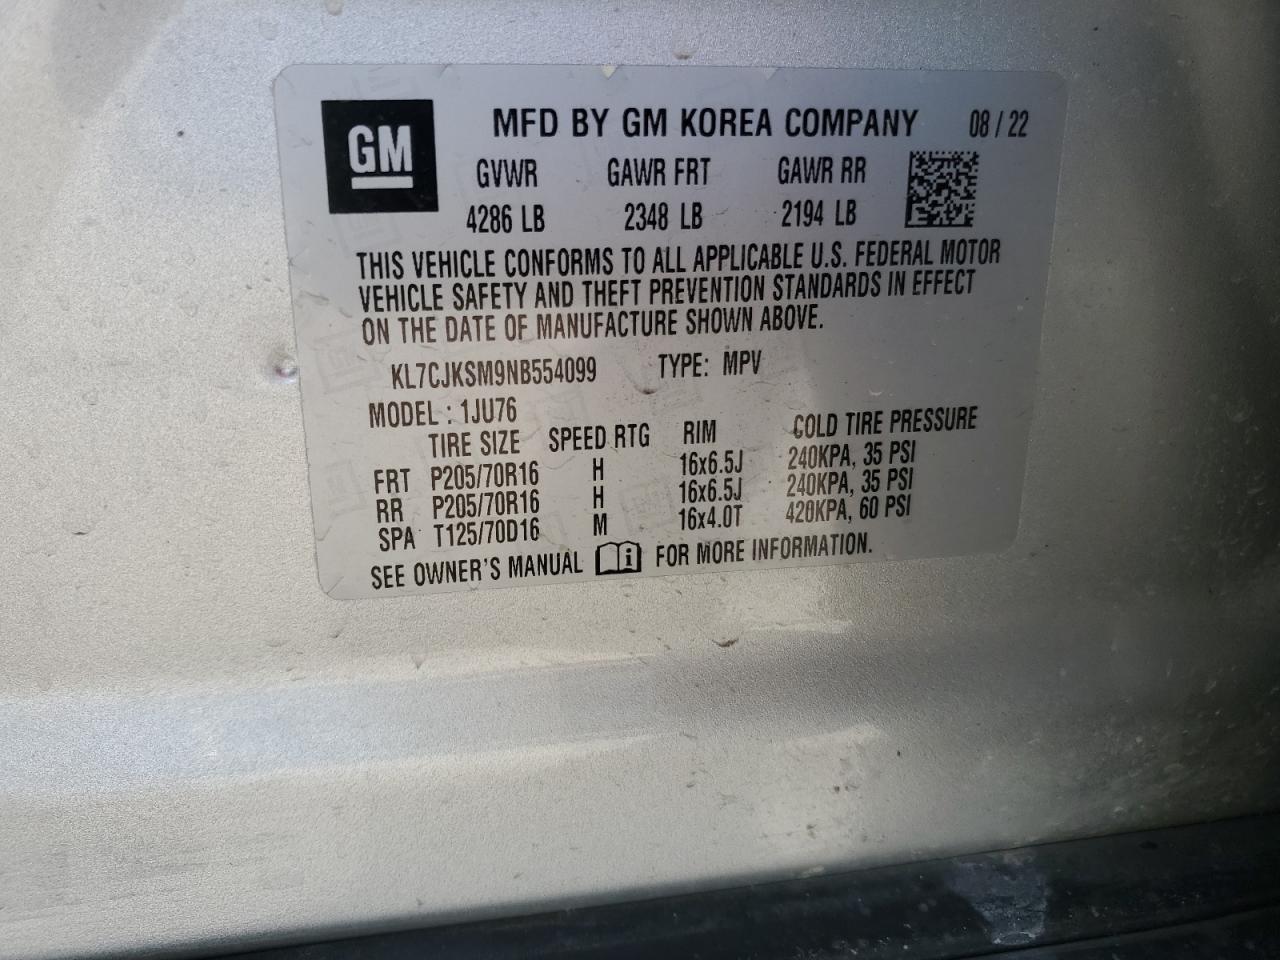 GM
MFD BY GM KOREA COMPANY 08 / 22
GVWR GAWR FRT GAWR RR
4286 LB 2348 LB 2194 LB
THIS VEHICLE CONFORMS TO ALL APPLICABLE U.S. FEDERAL MOTOR
VEHICLE SAFETY AND THEFT PREVENTION STANDARDS IN EFFECT
ON THE DATE OF MANUFACTURE SHOWN ABOVE.
KL7CJKSM9NB554099 TYPE: MPV
MODEL : 1JU76
TIRE SIZE SPEED RTG RIM COLD TIRE PRESSURE
FRT P205/70R16 H 16x6.5J 240KPA, 35 PSI
RR P205/70R16 H 16x6.5J 240KPA, 35 PSI
SPA T125/70D16 M 16x4.0T 420KPA, 60 PSI
SEE OWNER'S MANUAL i FOR MORE INFORMATION.